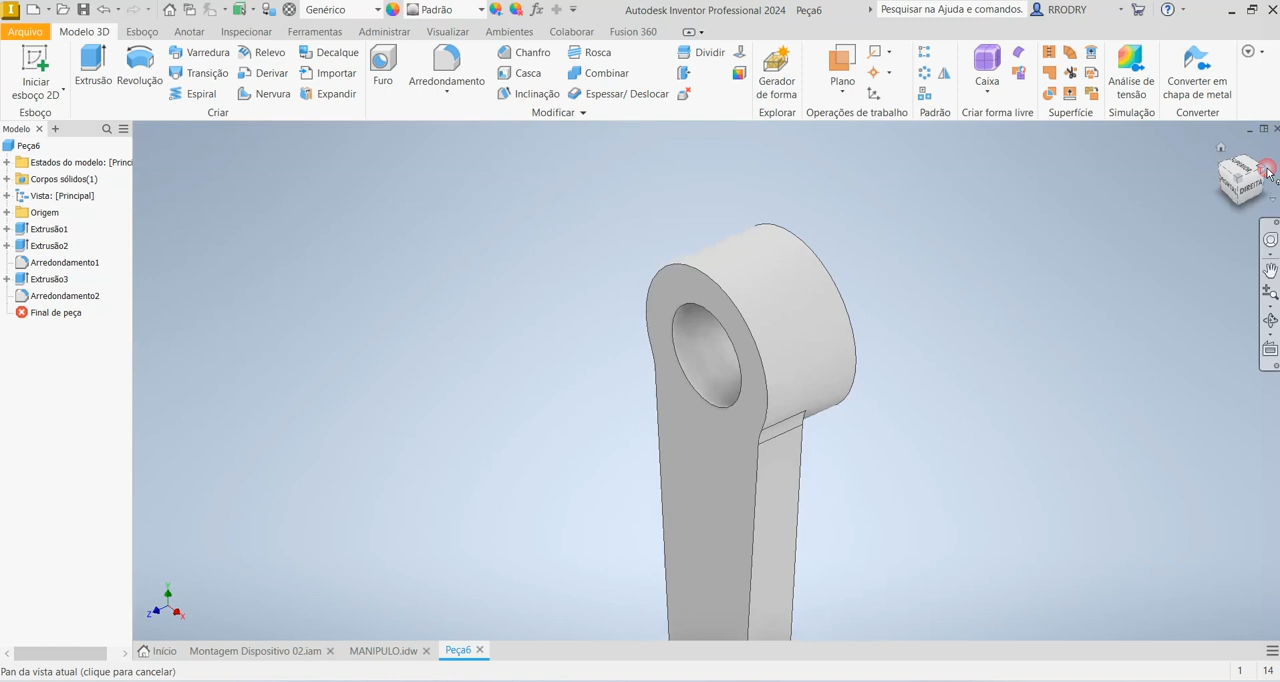 Genérico
Padrão
Autodesk Inventor Professional 2024 Peça6
Pesquisar na Ajuda e comandos.
RRODRY
Arquivo
Modelo 3D
Esboço
Anotar
Inspecionar
Ferramentas
Administrar
Visualizar
Ambientes
Colaborar
Fusion 360
Iniciar
esboço 2D
Extrusão
Revolução
Varredura
Transição
Espiral
Relevo
Derivar
Nervura
Decalque
Importar
Expandir
Furo
Arredondamento
Chanfro
Casca
Inclinação
Rosca
Combinar
Espessar/ Deslocar
Dividir
Gerador
de forma
Plano
Caixa
Análise de
tensão
Converter em
chapa de metal
Esboço
Criar
Modificar
Explorar
Operações de trabalho
Padrão
Criar forma livre
Superfície
Simulação
Converter
Modelo
Peça6
Estados do modelo: [Princi
Corpos sólidos(1)
Vista: [Principal]
Origem
Extrusão1
Extrusão2
Arredondamento1
Extrusão3
Arredondamento2
Final de peça
DIREITA
Y
Z
X
Início
Montagem Dispositivo 02.iam
MANIPULO.idw
Peça6
Pan da vista atual (clique para cancelar)
1
14